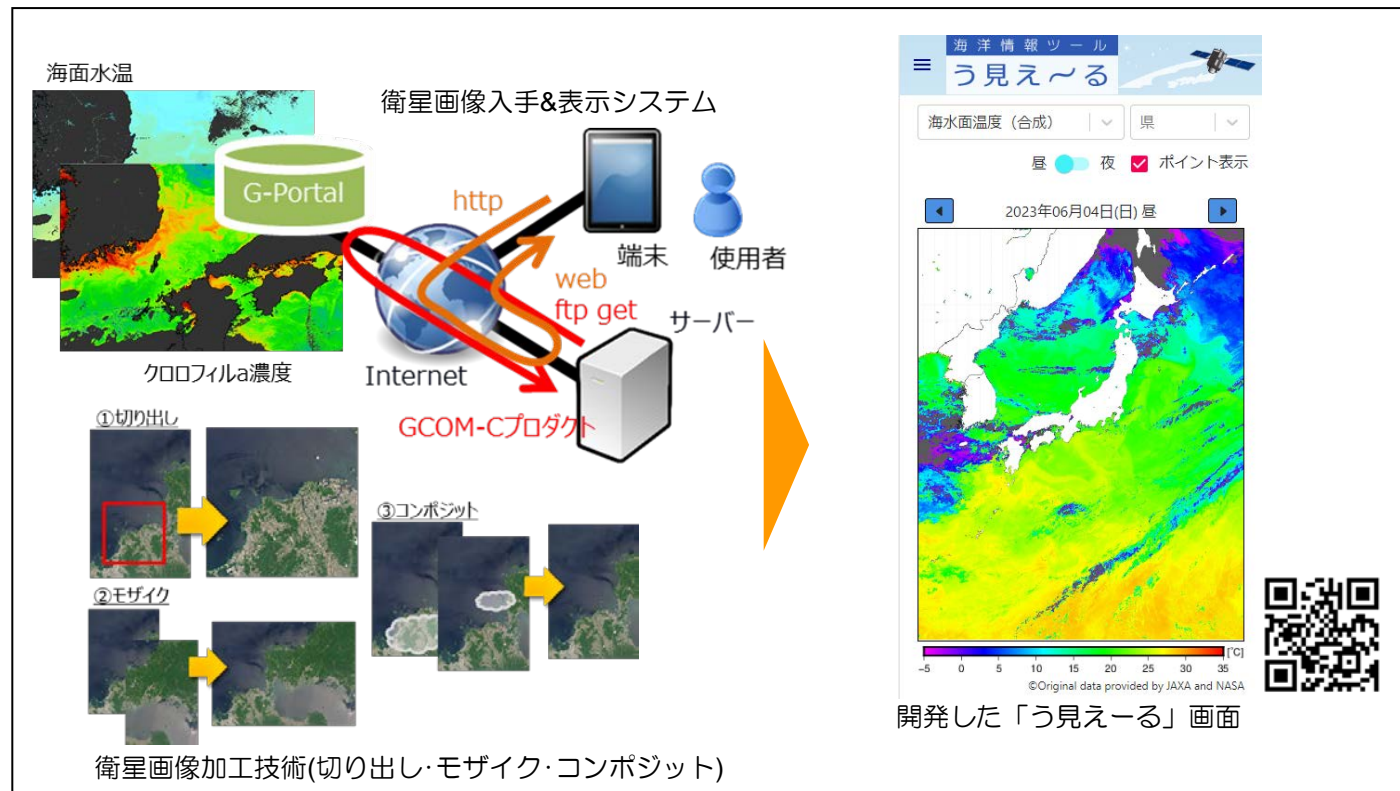 海面水温
衛星画像入手&表示システム
G-Portal
http
端末
使用者
web
ftp get
サーバー
クロロフィルa濃度
Internet
GCOM-Cプロダクト
①切り出し
②モザイク
③コンポジット
衛星画像加工技術(切り出し･モザイク･コンポジット)
海洋情報ツール
う見え〜る
海水面温度（合成）
県
昼 夜 ポイント表示
2023年06月04日(日) 昼
[℃]
-5 0 5 10 15 20 25 30 35
©Original data provided by JAXA and NASA
開発した「う見えーる」画面